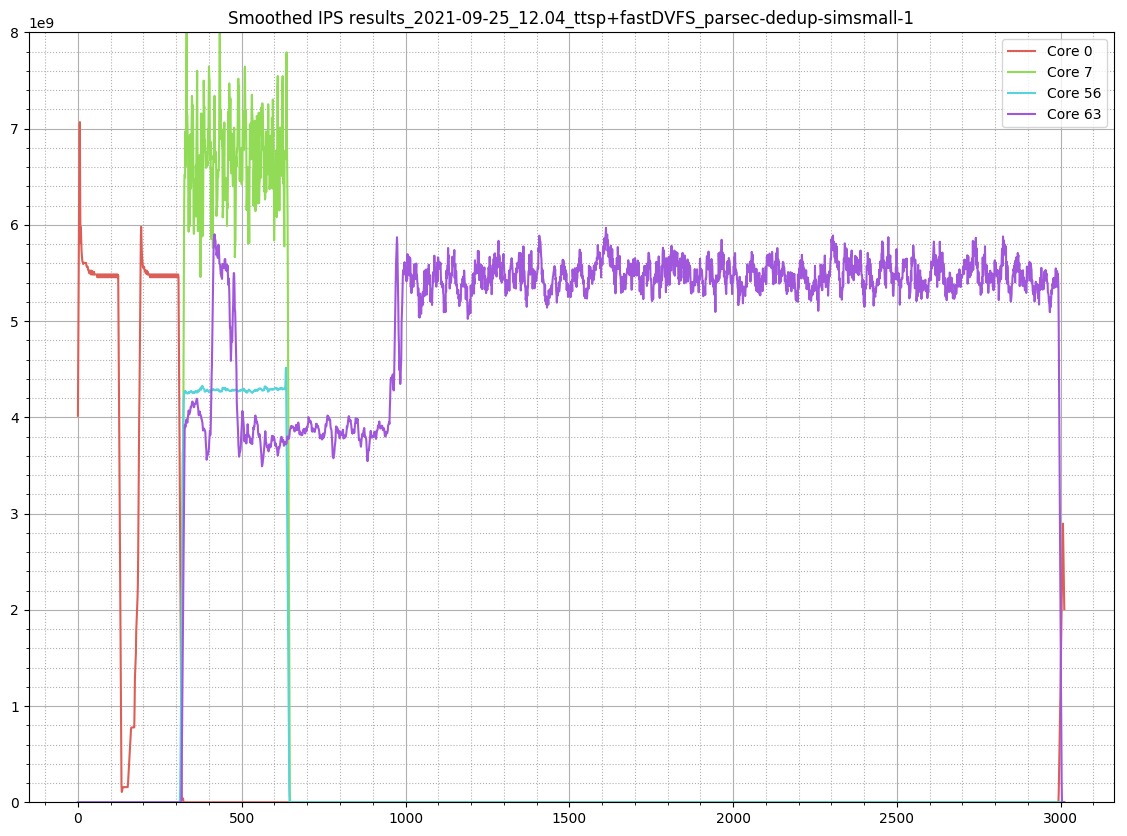 Smoothed IPS results_2021-09-25_12.04_ttsp+fastDVFS_parsec-dedup-simsmall-1
1e9
8
7
6
5
4
3
2
1
0
0 500 1000 1500 2000 2500 3000
Core 0
Core 7
Core 56
Core 63